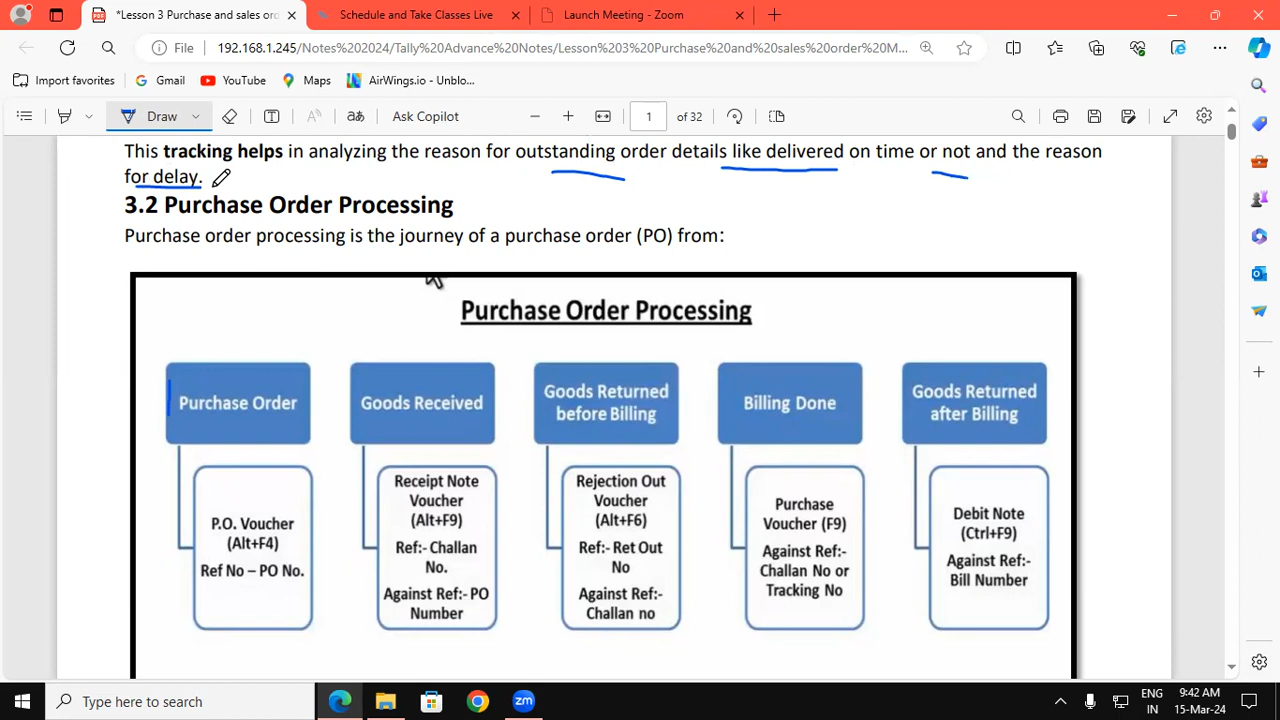 *Lesson 3 Purchase and sales or
Schedule and Take Classes Live
Launch Meeting - Zoom
File
192.168.1.245/Notes%202024/Tally%20Advance%20Notes/Lesson%203%20Purchase%20and%20sales%20order%20M...
Import favorites
Gmail
YouTube
Maps
AirWings.io - Unblo...
Draw
Ask Copilot
1 of 32
This tracking helps in analyzing the reason for outstanding order details like delivered on time or not and the reason
for delay.
3.2 Purchase Order Processing
Purchase order processing is the journey of a purchase order (PO) from:
Purchase Order Processing
Purchase Order
P.O. Voucher
(Alt+F4)
Ref No – PO No.
Goods Received
Receipt Note
Voucher
(Alt+F9)
Ref:- Challan
No.
Against Ref:- PO
Number
Goods Returned
before Billing
Rejection Out
Voucher
(Alt+F6)
Ref:- Ret Out
No
Against Ref:-
Challan no
Billing Done
Purchase
Voucher (F9)
Against Ref:-
Challan No or
Tracking No
Goods Returned
after Billing
Debit Note
(Ctrl+F9)
Against Ref:-
Bill Number
Type here to search
zm
ENG
IN
9:42 AM
15-Mar-24